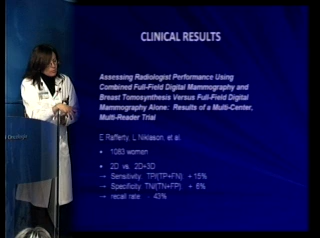 CLINICAL RESULTS
Assessing Radiologist Performance Using
Combined Full-Field Digital Mammography and
Breast Tomosynthesis Versus Full-Field Digital
Mammography Alone: Results of a Multi-Center,
Multi-Reader Trial
E Rafferty, L Niklason, et al.
• 1083 women
• 2D vs. 2D+3D
→ Sensitivity TP/(TP+FN) + 15%
→ Specificity TN/(TN+FP) + 6%
→ recall rate - 43%